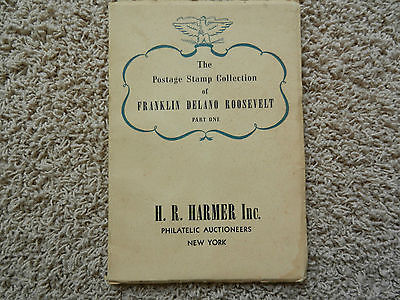 The
Postage Stamp Collection
of
FRANKLIN DELANO ROOSEVELT
PART ONE
H. R. HARMER Inc.
PHILATELIC AUCTIONEERS
NEW YORK